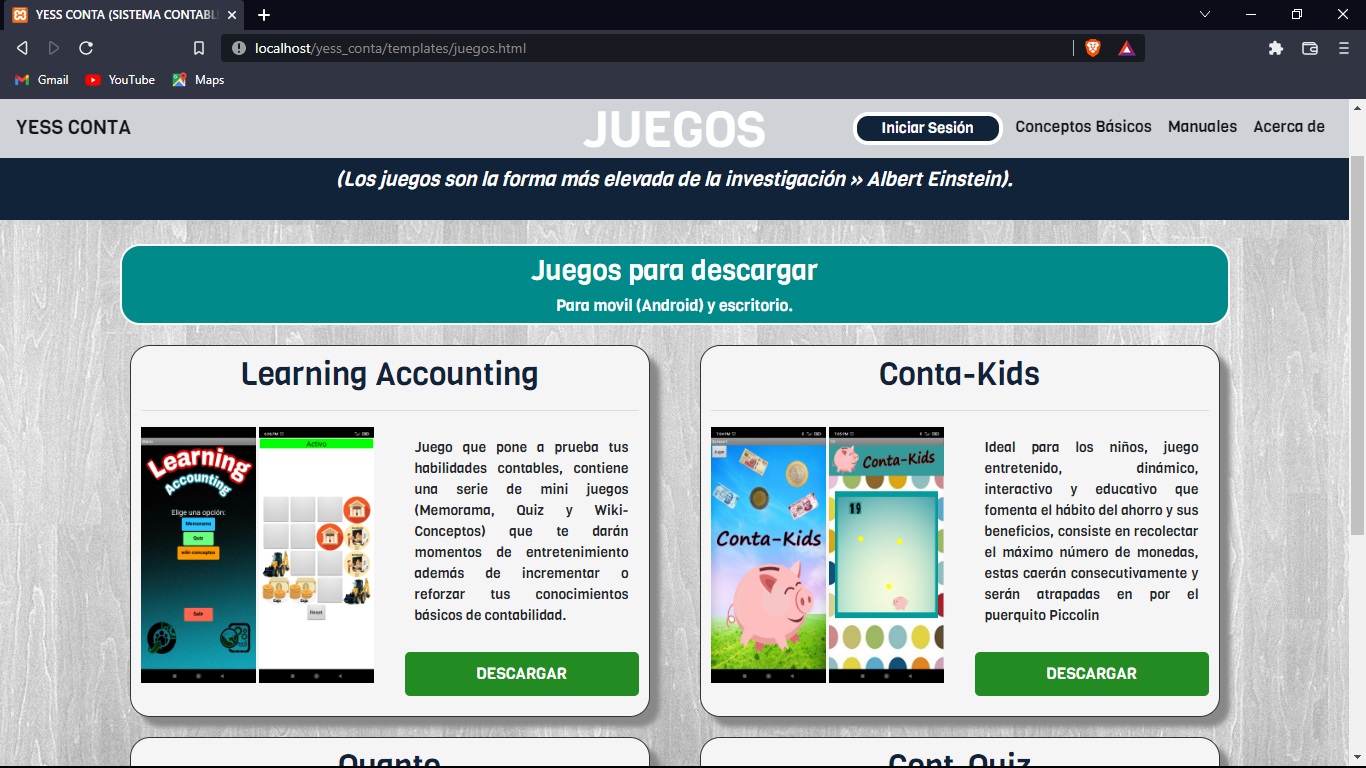 YESS CONTA (SISTEMA CONTABL
localhost/yess_conta/templates/juegos.html
Gmail
YouTube
Maps
YESS CONTA
JUEGOS
Iniciar Sesión
Conceptos Básicos
Manuales
Acerca de
(Los juegos son la forma más elevada de la investigación » Albert Einstein).
Juegos para descargar
Para movil (Android) y escritorio.
Learning Accounting
Learning
Accounting
Elige una opción:
Memorama
Quiz
wiki-conceptos
Salir
Activo
Caja
Caja
Reset
Juego que pone a prueba tus
habilidades contables, contiene
una serie de mini juegos
(Memorama, Quiz y Wiki-
Conceptos) que te darán
momentos de entretenimiento
además de incrementar o
reforzar tus conocimientos
básicos de contabilidad.
DESCARGAR
Conta-Kids
Conta-Kids
Conta-Kids
19
Ideal para los niños, juego
entretenido, dinámico,
interactivo y educativo que
fomenta el hábito del ahorro y sus
beneficios, consiste en recolectar
el máximo número de monedas,
estas caerán consecutivamente y
serán atrapadas en por el
puerquito Piccolin
DESCARGAR
Quanto
Cont-Quiz